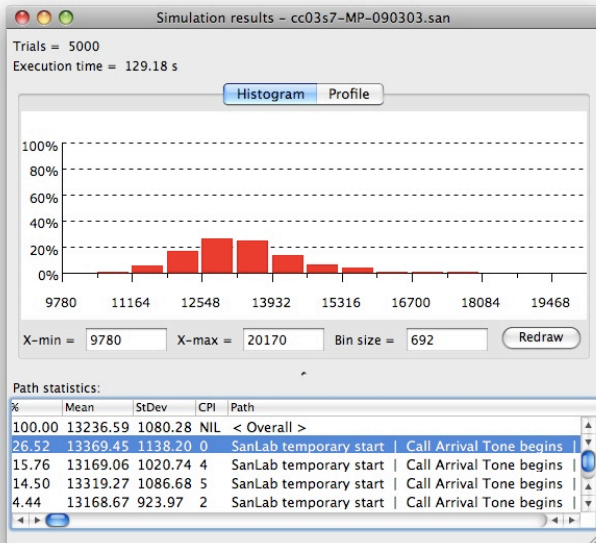 Simulation results - cc03s7-MP-090303.san
Trials = 5000
Execution time = 129.18 s
Histogram Profile
100%
80%
60%
40%
20%
0%
9780 11164 12548 13932 15316 16700 18084 19468
X-min = 9780 X-max = 20170 Bin size = 692 Redraw
Path statistics:
% Mean StDev CPI Path
100.00 13236.59 1080.28 NIL < Overall >
26.52 13369.45 1138.20 0 SanLab temporary start | Call Arrival Tone begins |
15.76 13169.06 1020.74 4 SanLab temporary start | Call Arrival Tone begins |
14.50 13319.27 1086.68 5 SanLab temporary start | Call Arrival Tone begins |
4.44 13168.67 923.97 2 SanLab temporary start | Call Arrival Tone begins |